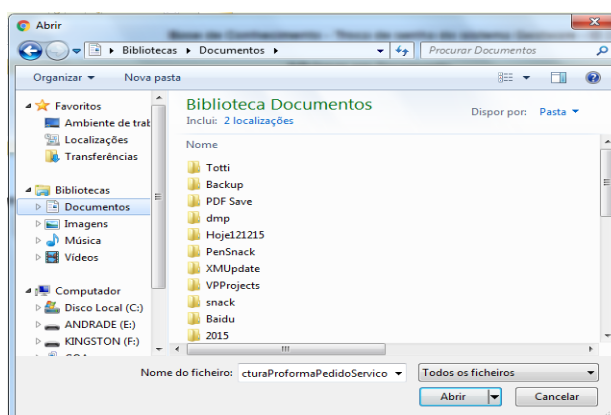 Abrir
Bibliotecas Documentos
Procurar Documentos
Organizar Nova pasta
Favoritos
Ambiente de trat
Localizações
Transferências
Bibliotecas
Documentos
Imagens
Música
Vídeos
Computador
Disco Local (C:)
ANDRADE (E:)
KINGSTON (F:)
Biblioteca Documentos
Inclui: 2 localizações
Dispor por: Pasta
Nome
Totti
Backup
PDF Save
dmp
Hoje121215
PenSnack
XMUpdate
VPProjects
snack
Baidu
2015
Nome do ficheiro: cturaProformaPedidoServico
Todos os ficheiros
Abrir Cancelar